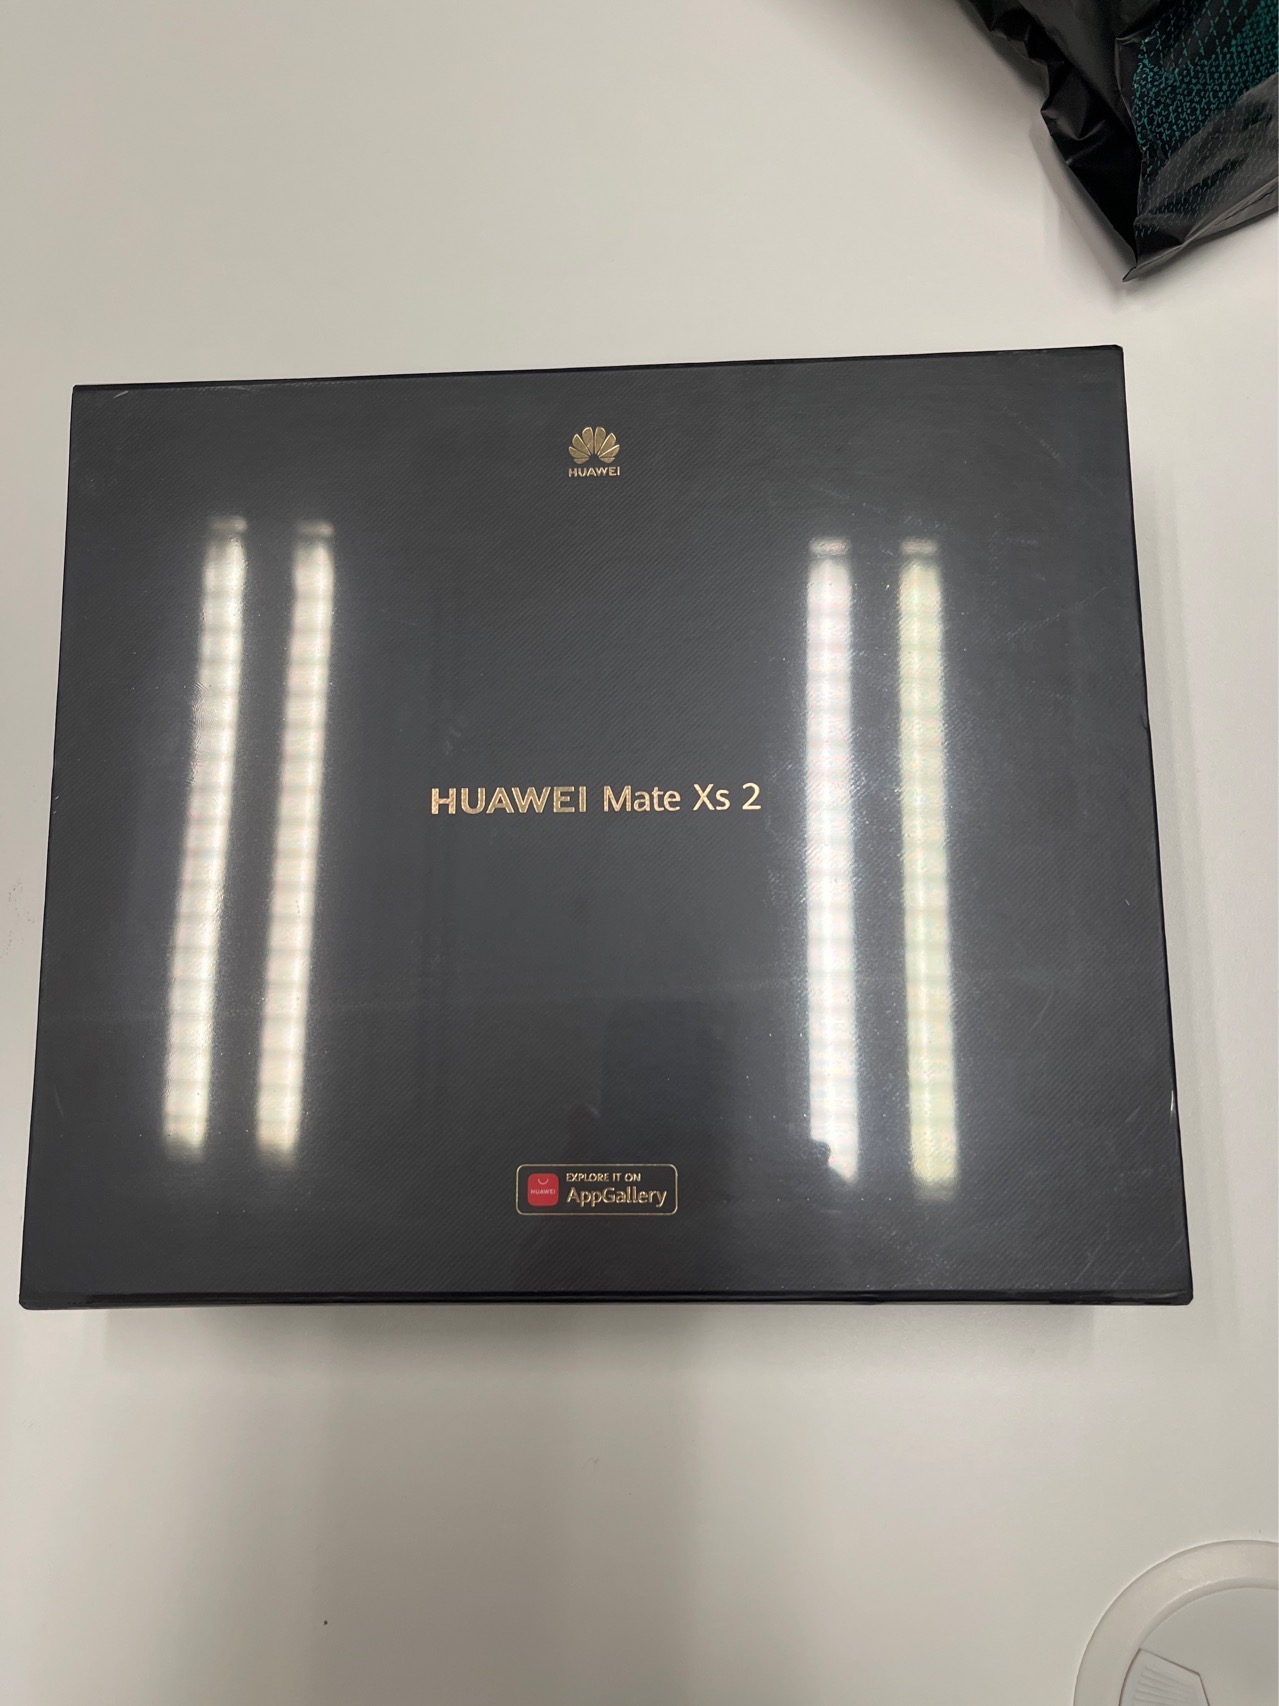 HUAWEI
HUAWEI Mate Xs 2
HUAWEI
EXPLORE IT ON
AppGallery